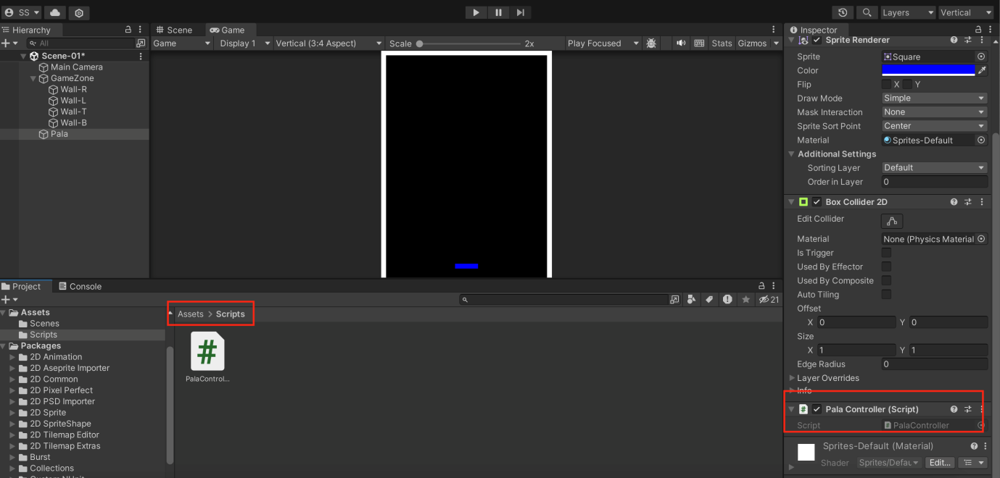 SS
Layers
Vertical
Hierarchy
All
Scene-01*
Main Camera
GameZone
Wall-R
Wall-L
Wall-T
Wall-B
Pala
Scene
Game
Game
Display 1
Vertical (3:4 Aspect)
Scale
2x
Play Focused
Stats
Gizmos
Inspector
Sprite Renderer
Sprite
Square
Color
Flip
X
Y
Draw Mode
Simple
Mask Interaction
None
Sprite Sort Point
Center
Material
Sprites-Default
Additional Settings
Sorting Layer
Default
Order in Layer
0
Box Collider 2D
Edit Collider
Material
None (Physics Material
Is Trigger
Used By Effector
Used By Composite
Auto Tiling
Offset
X 0
Y 0
Size
X 1
Y 1
Edge Radius
0
Layer Overrides
Info
#
Pala Controller (Script)
Script
PalaController
Sprites-Default (Material)
Shader
Sprites/Defau
Edit...
Project
Console
21
Assets
Scenes
Scripts
Packages
2D Animation
2D Aseprite Importer
2D Common
2D Pixel Perfect
2D PSD Importer
2D Sprite
2D SpriteShape
2D Tilemap Editor
2D Tilemap Extras
Burst
Collections
Assets > Scripts
#
PalaControl...